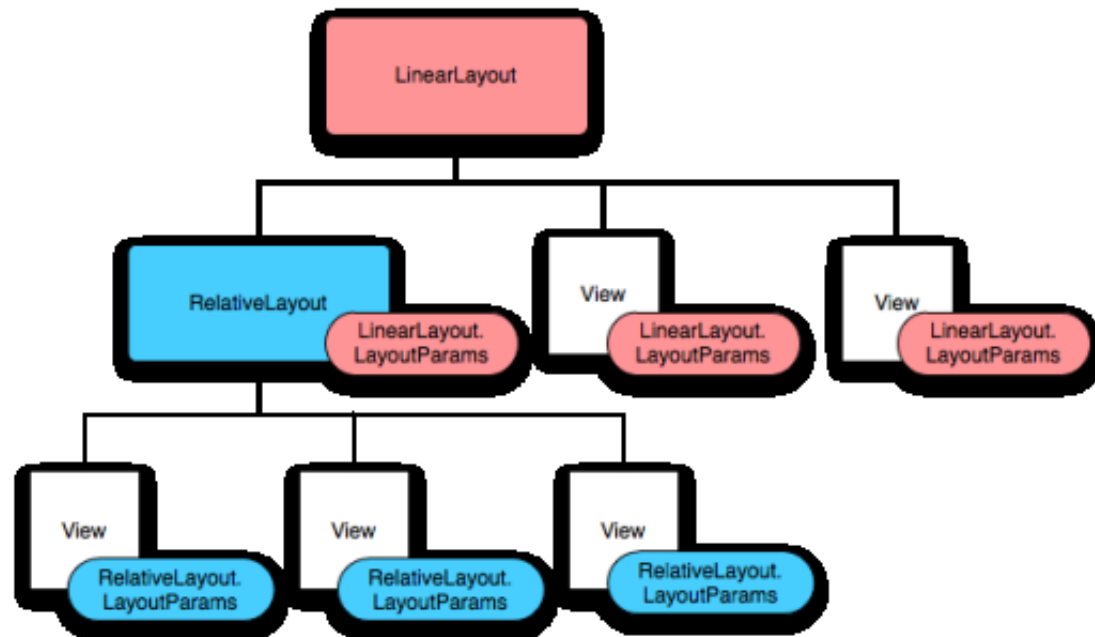 LinearLayout
RelativeLayout
LinearLayout.
LayoutParams
View
LinearLayout.
LayoutParams
View
LinearLayout.
LayoutParams
View
RelativeLayout.
LayoutParams
View
RelativeLayout.
LayoutParams
View
RelativeLayout.
LayoutParams